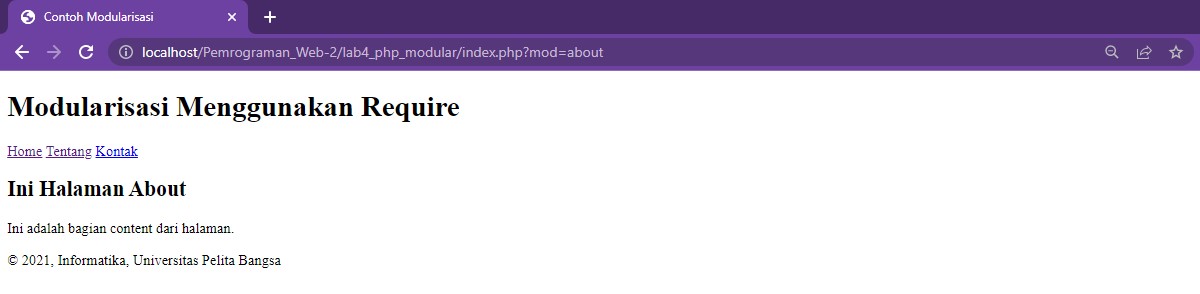 Contoh Modularisasi
localhost/Pemrograman_Web-2/lab4_php_modular/index.php?mod=about
Modularisasi Menggunakan Require
Home Tentang Kontak
Ini Halaman About
Ini adalah bagian content dari halaman.
© 2021, Informatika, Universitas Pelita Bangsa